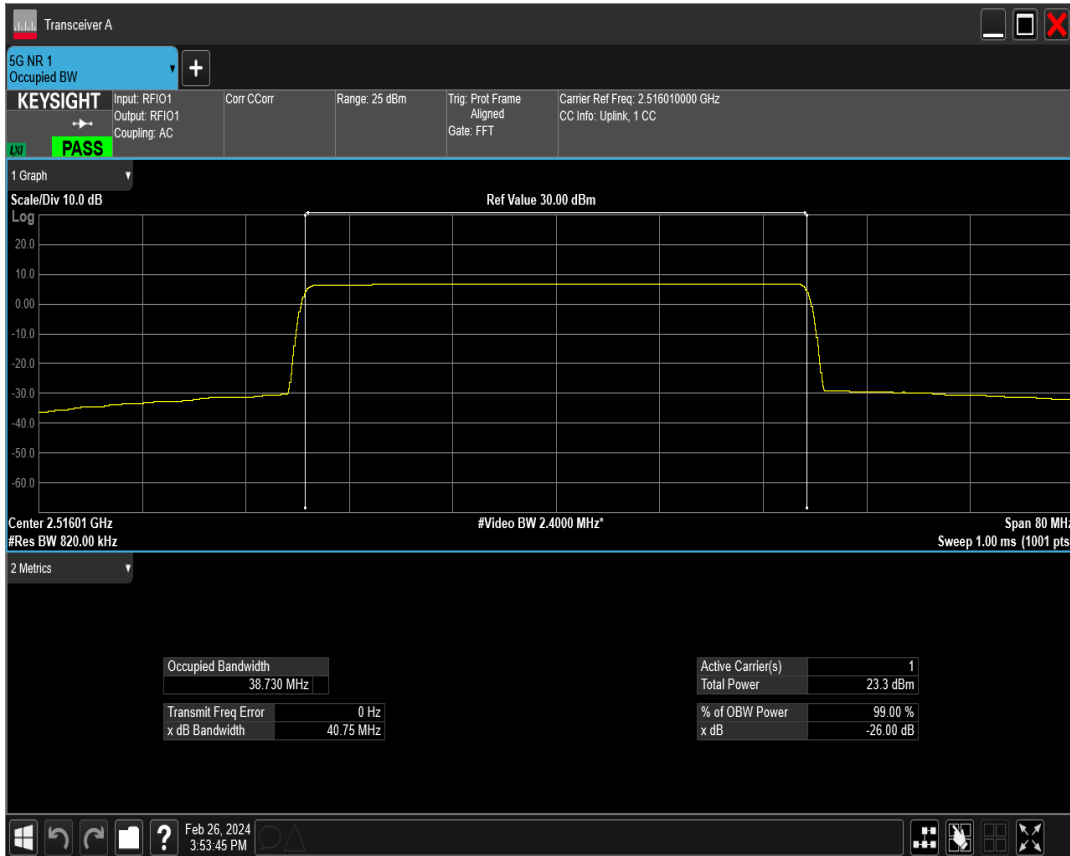 Transceiver A
5G NR 1
Occupied BW
KEYSIGHT
LXI
PASS
Input: RFIO1
Output: RFIO1
Coupling: AC
Corr CCorr
Range: 25 dBm
Trig: Prot Frame
Aligned
Gate: FFT
Carrier Ref Freq: 2.516010000 GHz
CC Info: Uplink, 1 CC
1 Graph
Scale/Div 10.0 dB
Ref Value 30.00 dBm
Log
20.0
10.0
0.00
-10.0
-20.0
-30.0
-40.0
-50.0
-60.0
Center 2.51601 GHz
#Video BW 2.4000 MHz*
Span 80 MHz
#Res BW 820.00 kHz
Sweep 1.00 ms (1001 pts
2 Metrics
Occupied Bandwidth
38.730 MHz
Transmit Freq Error 0 Hz
x dB Bandwidth 40.75 MHz
Active Carrier(s) 1
Total Power 23.3 dBm
% of OBW Power 99.00 %
x dB -26.00 dB
?
Feb 26, 2024
3:53:45 PM